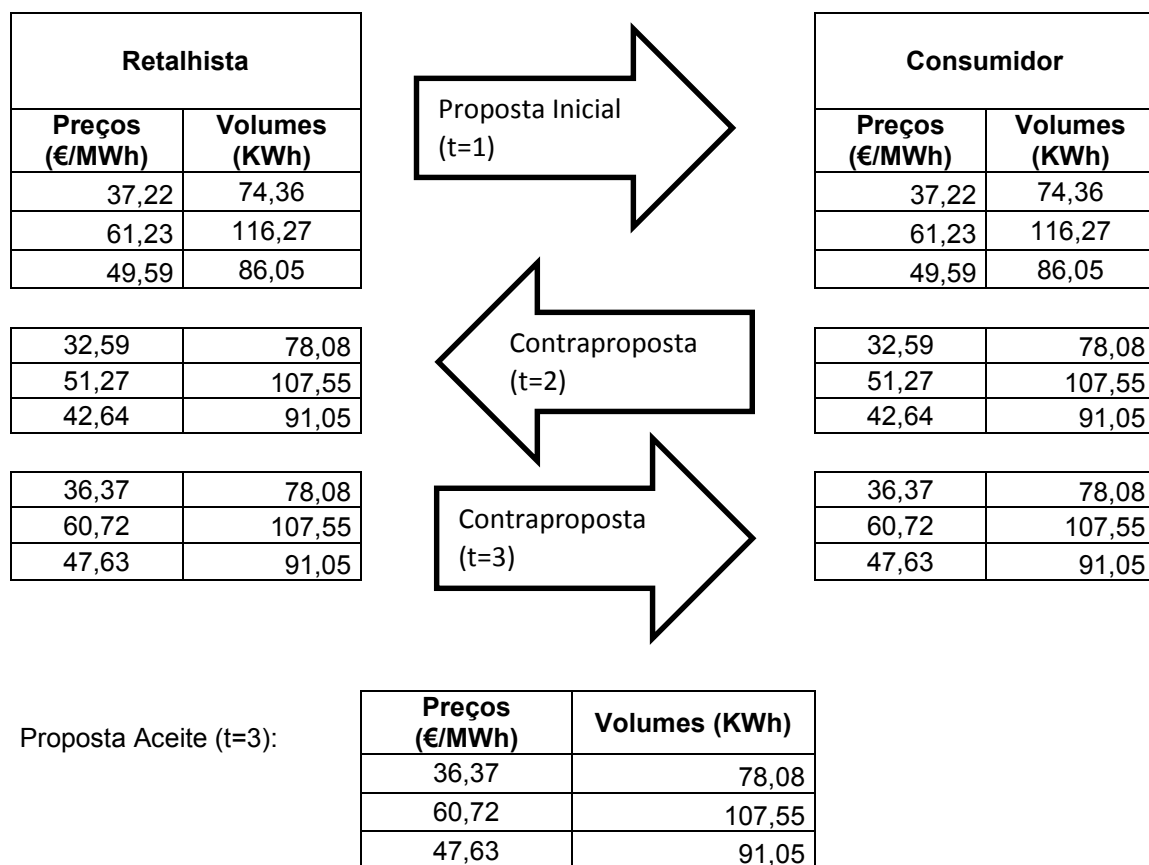 Retalhista
Proposta Inicial
(t=1)
Consumidor
Preços
(€/MWh)
Volumes
(KWh)
Preços
(€/MWh)
Volumes
(KWh)
37,22 74,36 37,22 74,36
61,23 116,27 61,23 116,27
49,59 86,05 49,59 86,05
Contraproposta
(t=2)
32,59 78,08 32,59 78,08
51,27 107,55 51,27 107,55
42,64 91,05 42,64 91,05
Contraproposta
(t=3)
36,37 78,08 36,37 78,08
60,72 107,55 60,72 107,55
47,63 91,05 47,63 91,05
Proposta Aceite (t=3):
Preços
(€/MWh)
Volumes (KWh)
36,37 78,08
60,72 107,55
47,63 91,05